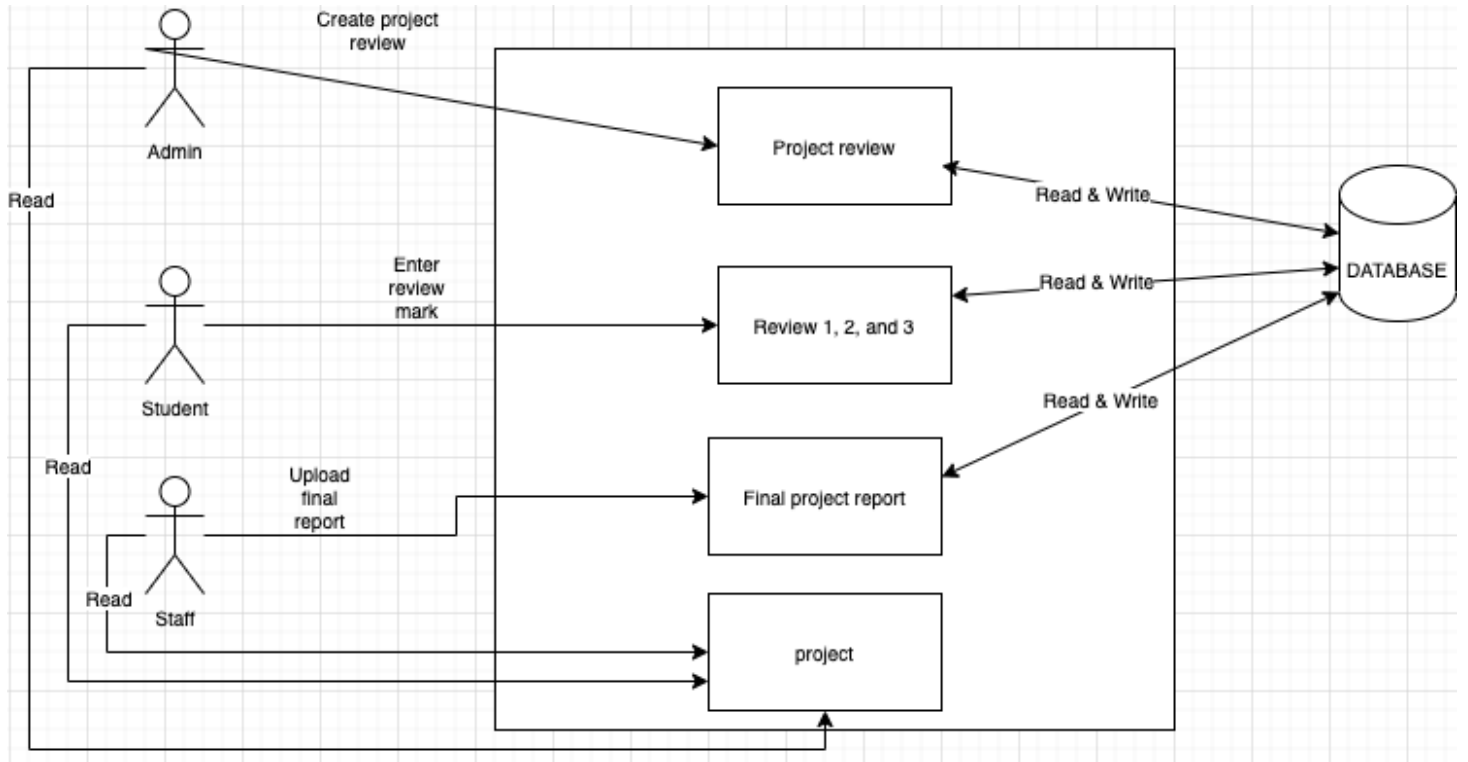 Create project
review
Admin
Project review
Read
Read & Write
Enter
review
mark
DATABASE
Read & Write
Review 1, 2, and 3
Student
Read & Write
Read
Upload
final
report
Final project report
Read
Staff
project